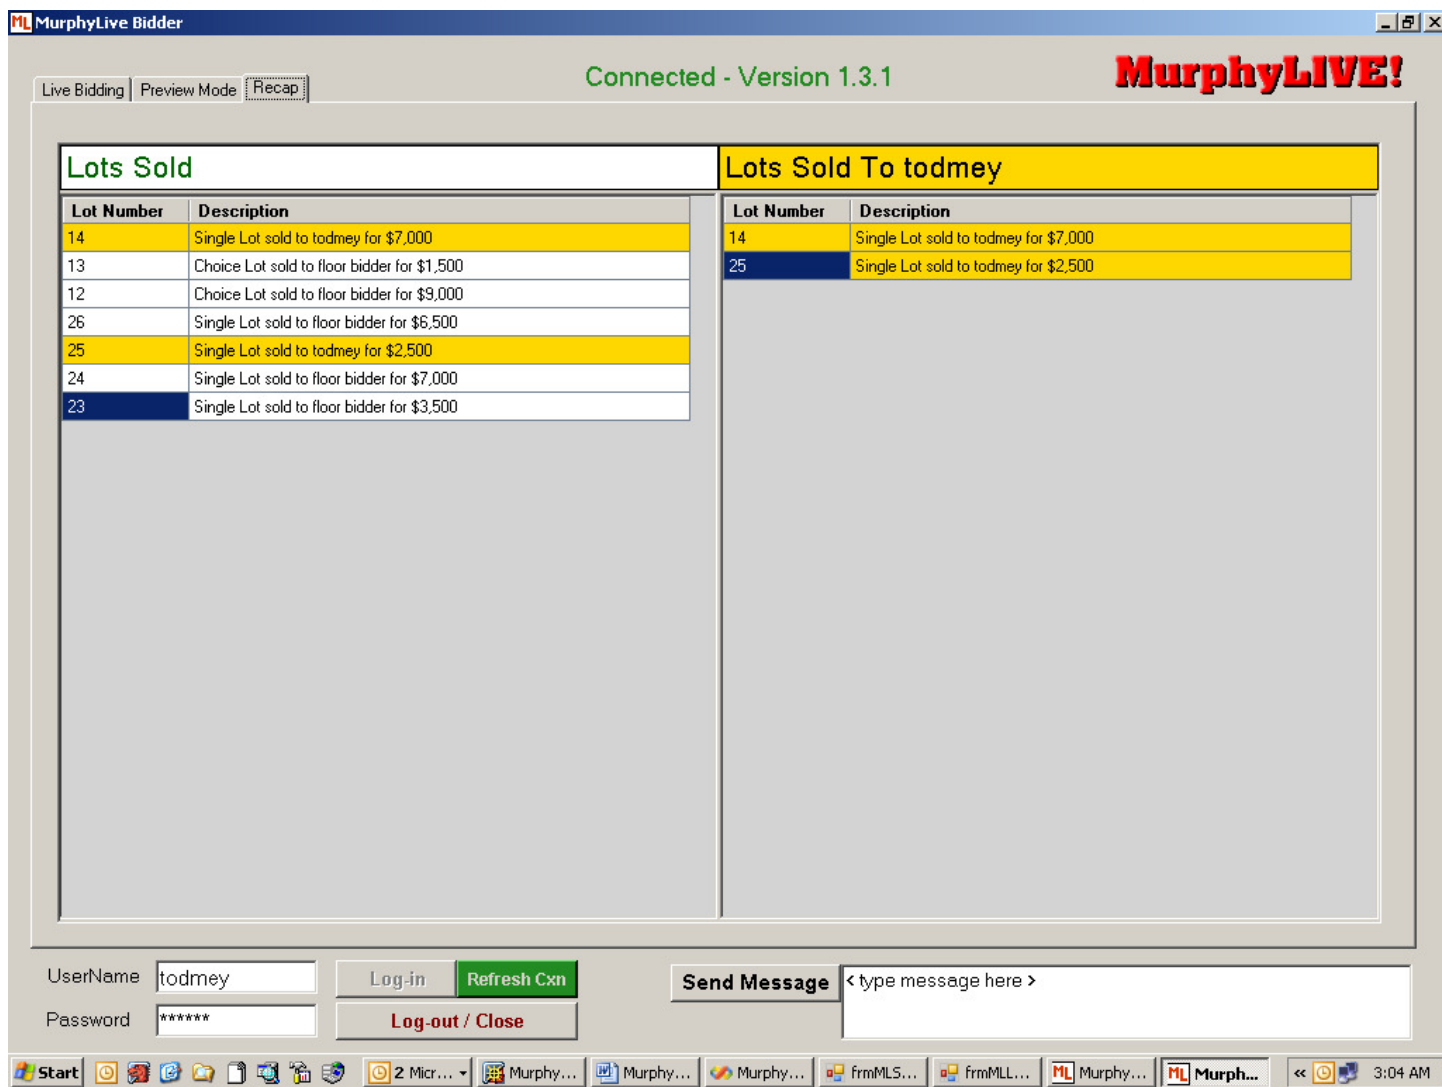 MurphyLive Bidder
Live Bidding Preview Mode Recap
Connected - Version 1.3.1
MurphyLIVE!
Lots Sold
Lot Number Description
14 Single Lot sold to todmey for $7,000
13 Choice Lot sold to floor bidder for $1,500
12 Choice Lot sold to floor bidder for $9,000
26 Single Lot sold to floor bidder for $6,500
25 Single Lot sold to todmey for $2,500
24 Single Lot sold to floor bidder for $7,000
23 Single Lot sold to floor bidder for $3,500
Lots Sold To todmey
Lot Number Description
14 Single Lot sold to todmey for $7,000
25 Single Lot sold to todmey for $2,500
UserName todmey Log-in Refresh Cxn
Password ****** Log-out / Close
Send Message < type message here >
Start 2 Micr... Murphy... Murphy... Murphy... frmMLS... frmMLL... Murphy... Murph... « 3:04 AM